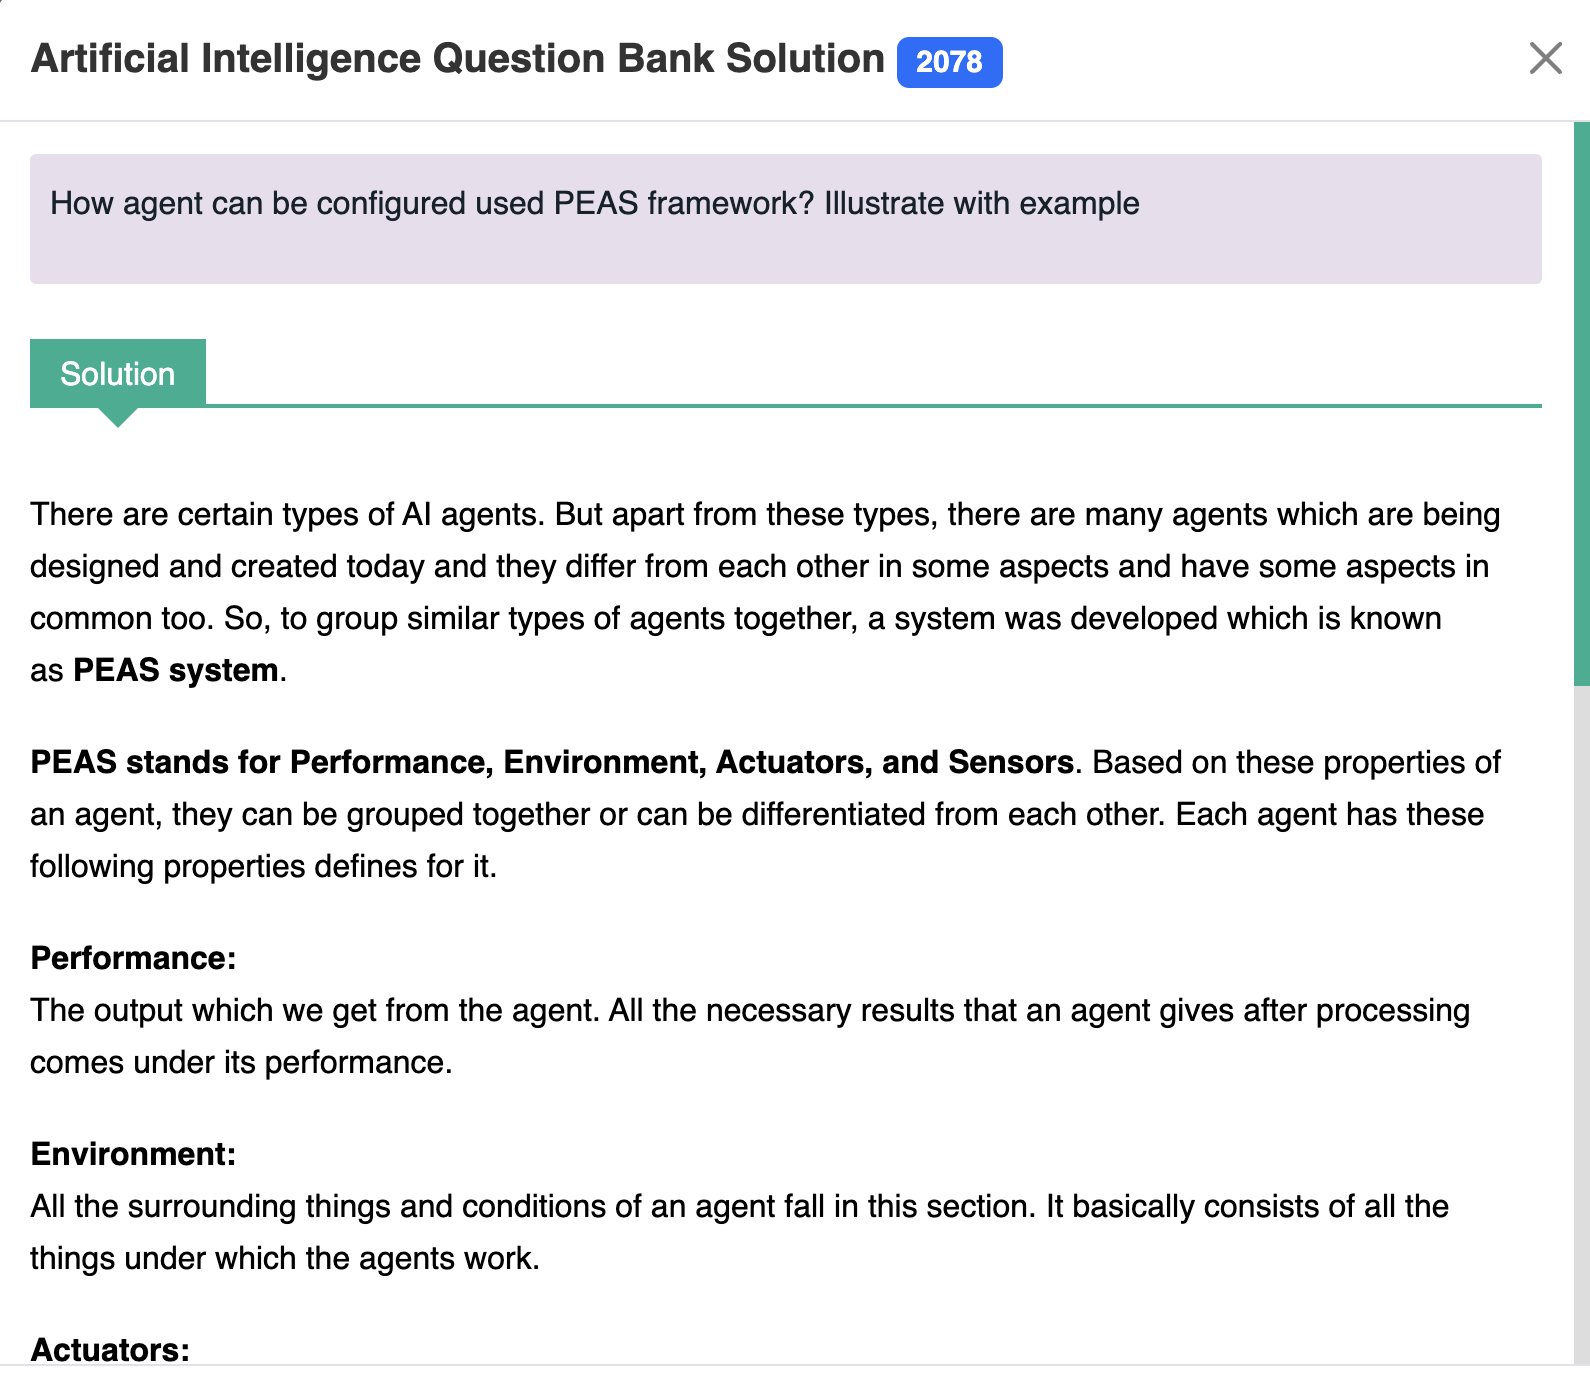 Artificial Intelligence Question Bank Solution 2078
How agent can be configured used PEAS framework? Illustrate with example
Solution
There are certain types of AI agents. But apart from these types, there are many agents which are being
designed and created today and they differ from each other in some aspects and have some aspects in
common too. So, to group similar types of agents together, a system was developed which is known
as PEAS system.
PEAS stands for Performance, Environment, Actuators, and Sensors. Based on these properties of
an agent, they can be grouped together or can be differentiated from each other. Each agent has these
following properties defines for it.
Performance:
The output which we get from the agent. All the necessary results that an agent gives after processing
comes under its performance.
Environment:
All the surrounding things and conditions of an agent fall in this section. It basically consists of all the
things under which the agents work.
Actuators: